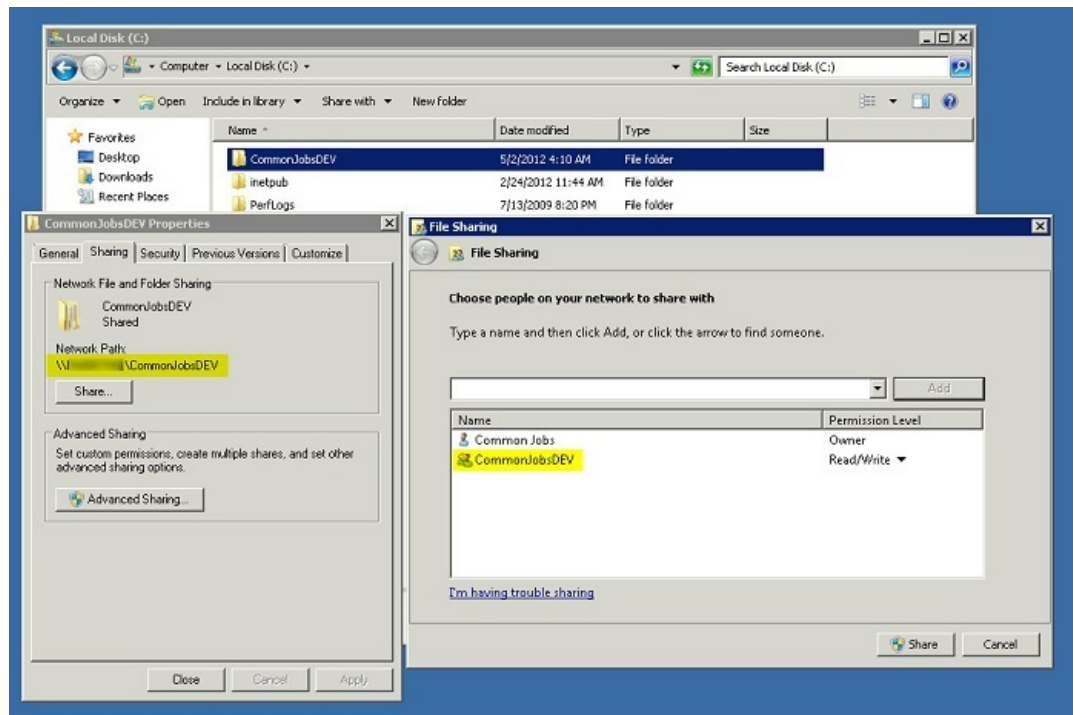 Local Disk (C:)
Computer Local Disk (C:)
Search Local Disk (C:)
Organize Open Include in library Share with New folder
Favorites
Desktop
Downloads
Recent Places
Name Date modified Type Size
CommonJobsDEV 5/2/2012 4:10 AM File folder
inetpub 2/24/2012 11:44 AM File folder
PerfLogs 7/13/2009 8:20 PM File folder
CommonJobsDEV Properties
General Sharing Security Previous Versions Customize
Network File and Folder Sharing
CommonJobsDEV
Shared
Network Path:
\CommonJobsDEV
Share...
Advanced Sharing
Set custom permissions, create multiple shares, and set other
advanced sharing options.
Advanced Sharing...
Close Cancel Apply
File Sharing
File Sharing
Choose people on your network to share with
Type a name and then click Add, or click the arrow to find someone.
Add
Name Permission Level
Common Jobs Owner
CommonJobsDEV Read/Write
I'm having trouble sharing
Share Cancel